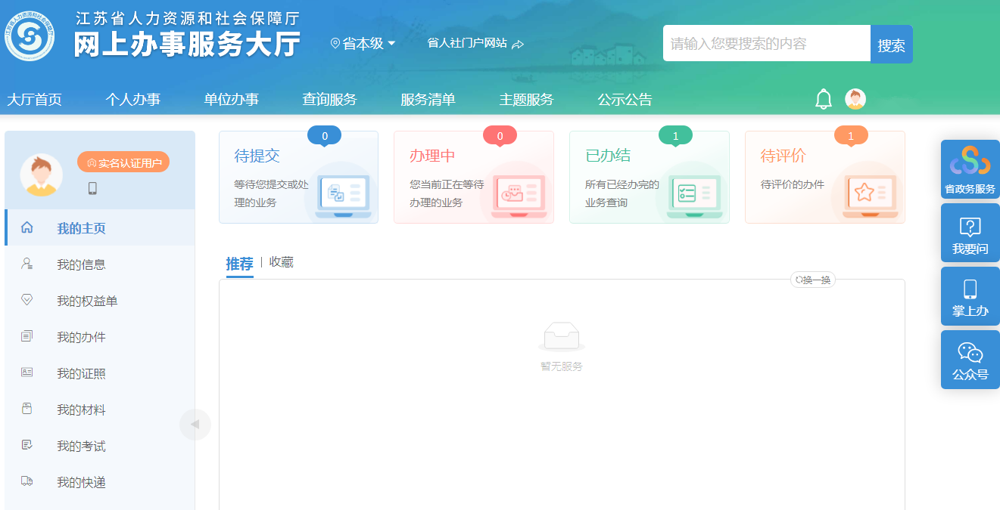 江苏省人力资源和社会保障厅
网上办事服务大厅
省本级
省人社门户网站
请输入您要搜索的内容
搜索
大厅首页
个人办事
单位办事
查询服务
服务清单
主题服务
公示公告
实名认证用户
我的主页
我的信息
我的权益单
我的办件
我的证照
我的材料
我的考试
我的快递
0
待提交
等待您提交或处
理的业务
0
办理中
您当前正在等待
办理的业务
1
已办结
所有已经办完的
业务查询
1
待评价
待评价的办件
推荐
收藏
换一换
暂无服务
省政务服务
我要问
掌上办
公众号